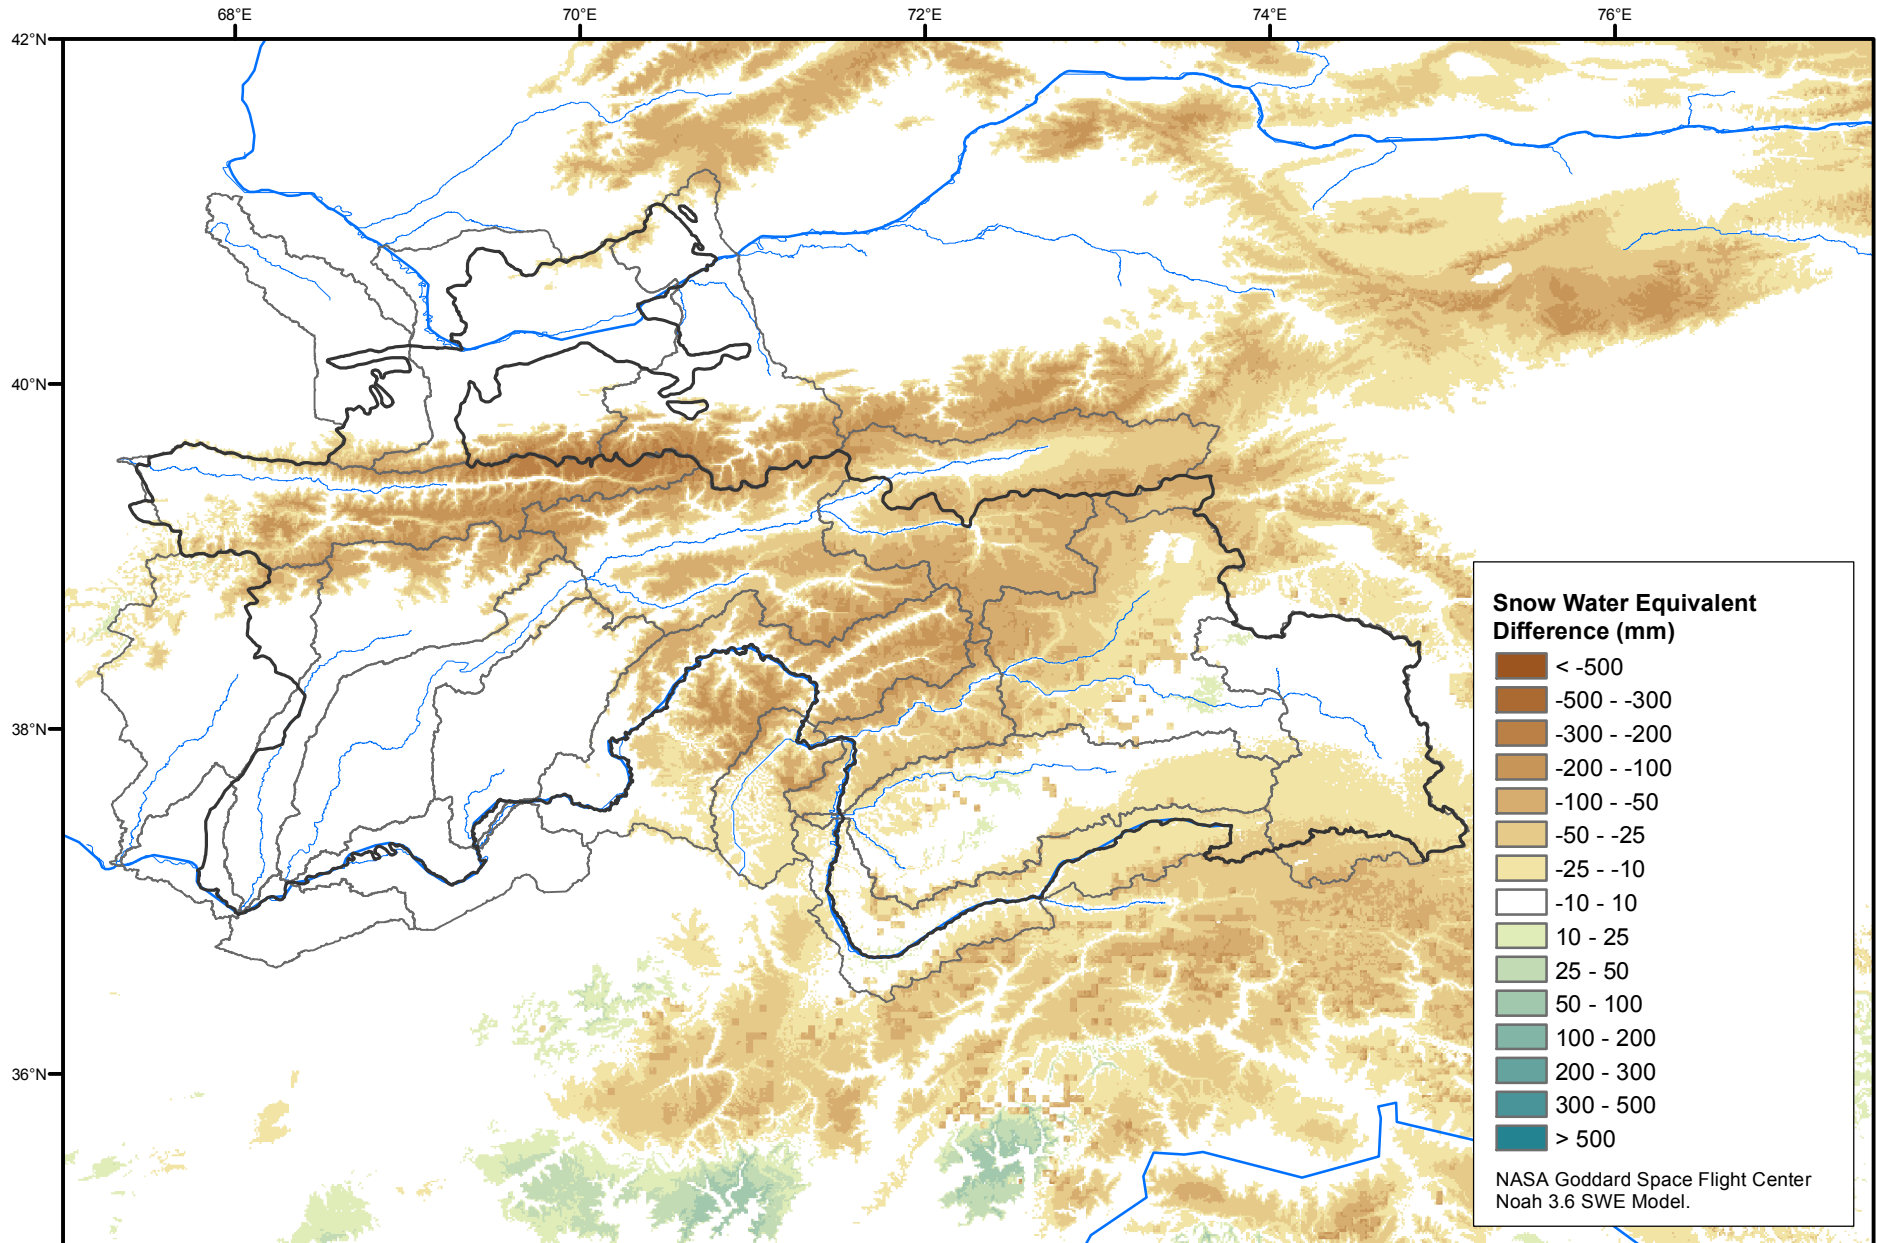 68°E
70°E
72°E
74°E
76°E
42°N
40°N
38°N
36°N
Snow Water Equivalent
Difference (mm)
< -500
-500 - -300
-300 - -200
-200 - -100
-100 - -50
-50 - -25
-25 - -10
-10 - 10
10 - 25
25 - 50
50 - 100
100 - 200
200 - 300
300 - 500
> 500
NASA Goddard Space Flight Center
Noah 3.6 SWE Model.